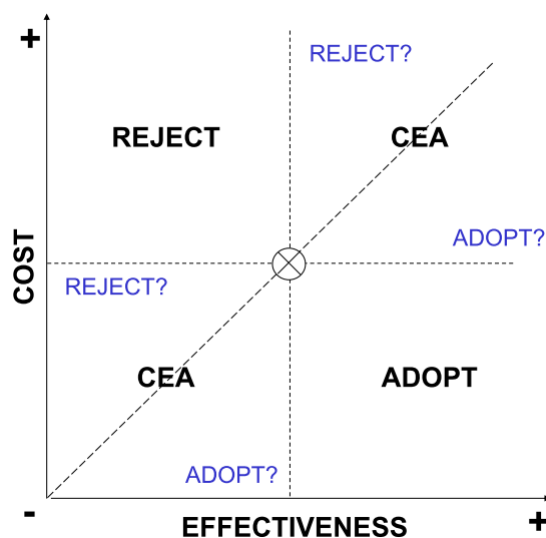 +
REJECT?
REJECT
CEA
COST
ADOPT?
REJECT?
CEA
ADOPT
ADOPT?
-
EFFECTIVENESS
+